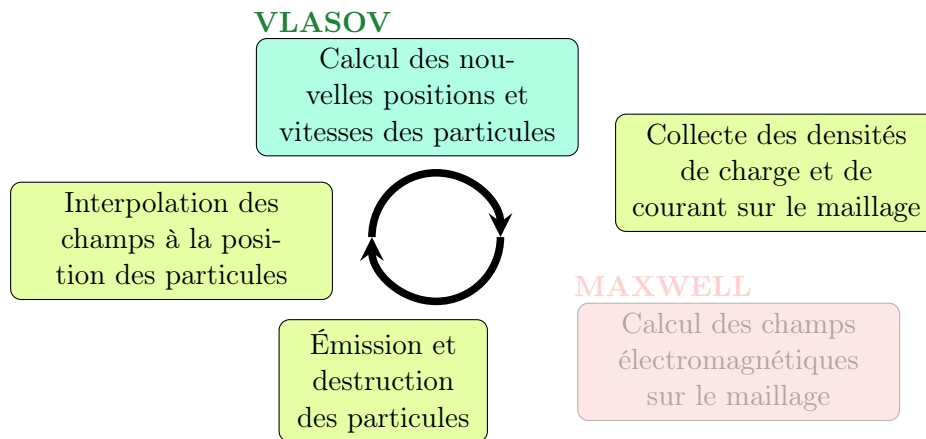 VLASOV
Calcul des nou-
velles positions et
vitesses des particules
Collecte des densités
de charge et de
courant sur le maillage
Interpolation des
champs à la posi-
tion des particules
MAXWELL
Calcul des champs
électromagnétiques
sur le maillage
Émission et
destruction
des particules